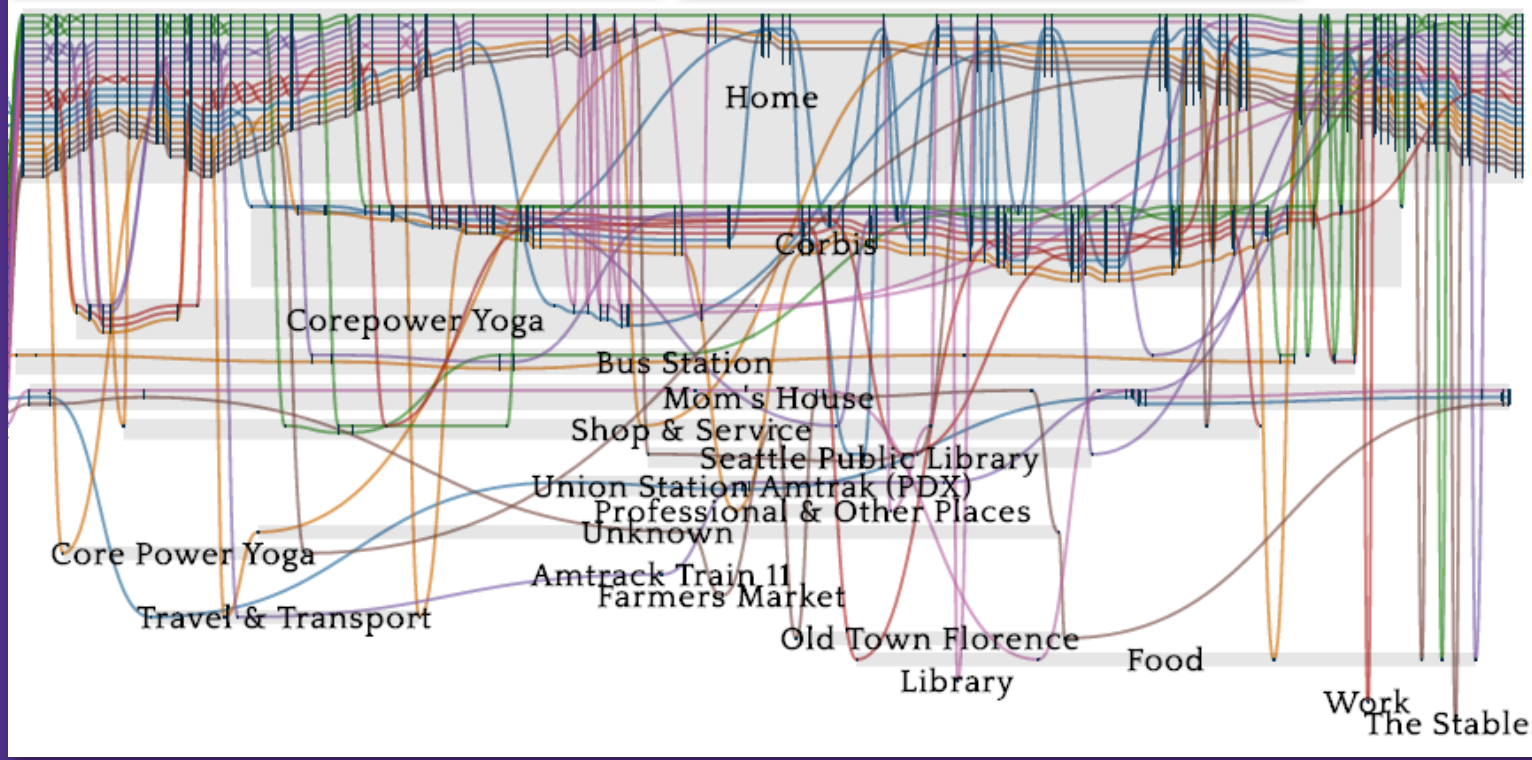 Home
Corbis
Corepower Yoga
Bus Station
Mom's House
Shop & Service
Seattle Public Library
Union Station Amtrak (PDX)
Professional & Other Places
Unknown
Core Power Yoga
Amtrack Train 11
Farmers Market
Travel & Transport
Old Town Florence
Food
Library
Work
The Stable